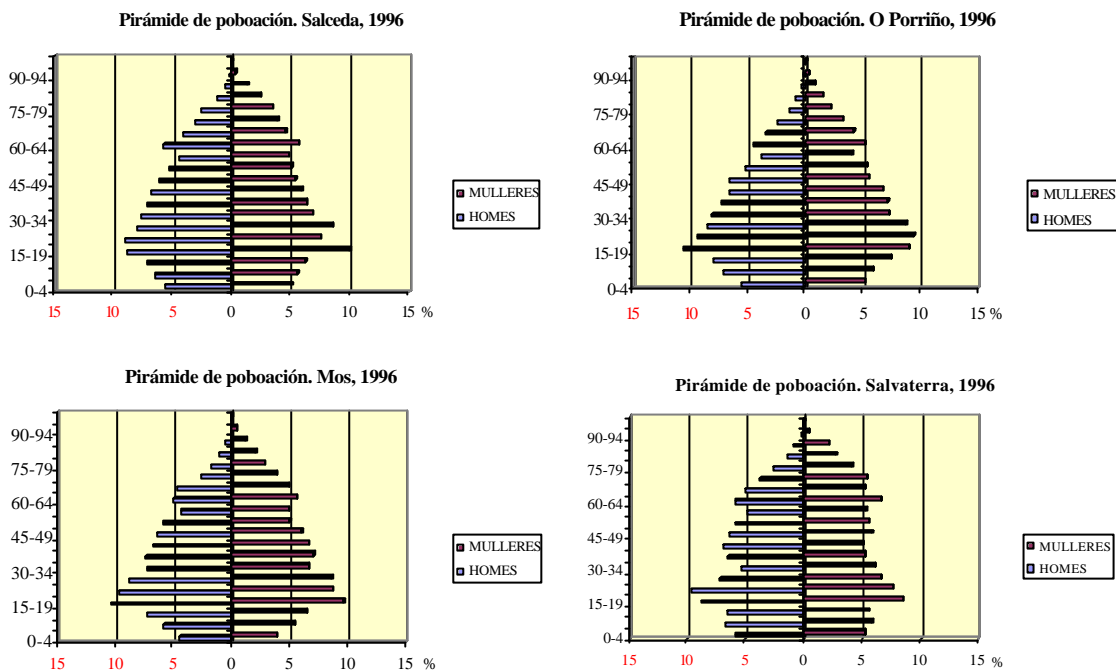 Pirámide de poboación. Salceda, 1996
90-94
75-79
60-64
45-49
30-34
15-19
0-4
15 10 5 0 5 10 15 %
MULLERES
HOMES
Pirámide de poboación. O Porriño, 1996
90-94
75-79
60-64
45-49
30-34
15-19
0-4
15 10 5 0 5 10 15 %
MULLERES
HOMES
Pirámide de poboación. Mos, 1996
90-94
75-79
60-64
45-49
30-34
15-19
0-4
15 10 5 0 5 10 15 %
MULLERES
HOMES
Pirámide de poboación. Salvaterra, 1996
90-94
75-79
60-64
45-49
30-34
15-19
0-4
15 10 5 0 5 10 15 %
MULLERES
HOMES